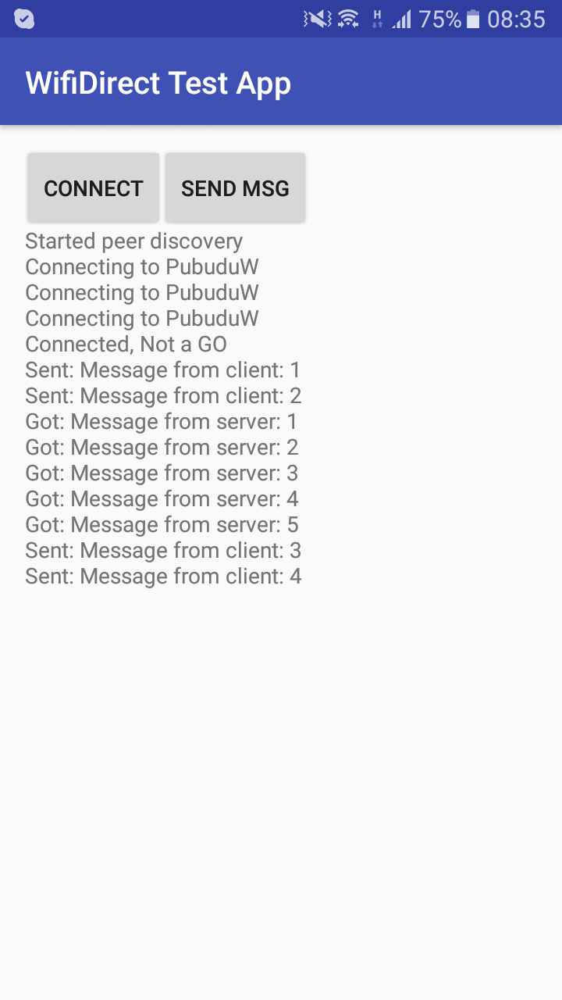 H 75% 08:35
WifiDirect Test App
CONNECT SEND MSG
Started peer discovery
Connecting to PubuduW
Connecting to PubuduW
Connecting to PubuduW
Connected, Not a GO
Sent: Message from client: 1
Sent: Message from client: 2
Got: Message from server: 1
Got: Message from server: 2
Got: Message from server: 3
Got: Message from server: 4
Got: Message from server: 5
Sent: Message from client: 3
Sent: Message from client: 4